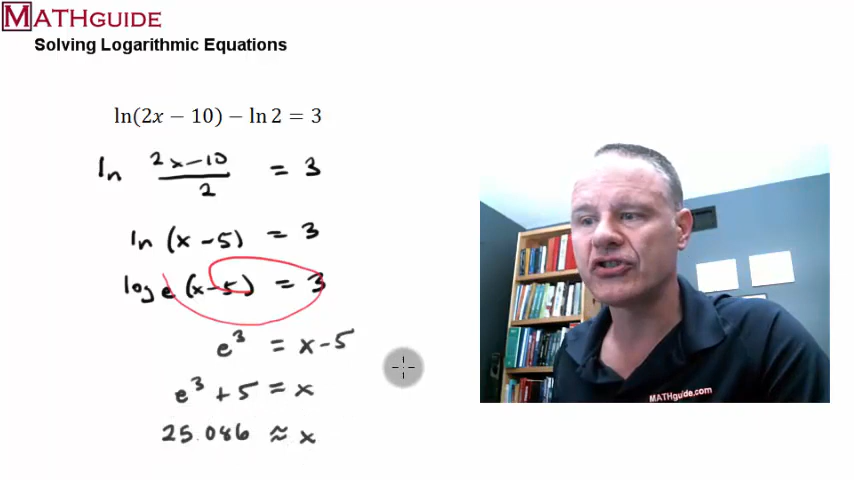 MATHGUIDE
Solving Logarithmic Equations
ln(2x − 10) − ln 2 = 3
ln (2x−10)/2 = 3
ln (x−5) = 3
log e (x−5) = 3
e³ = x−5
e³ + 5 = x
25.086 ≈ x
MATHguide.com